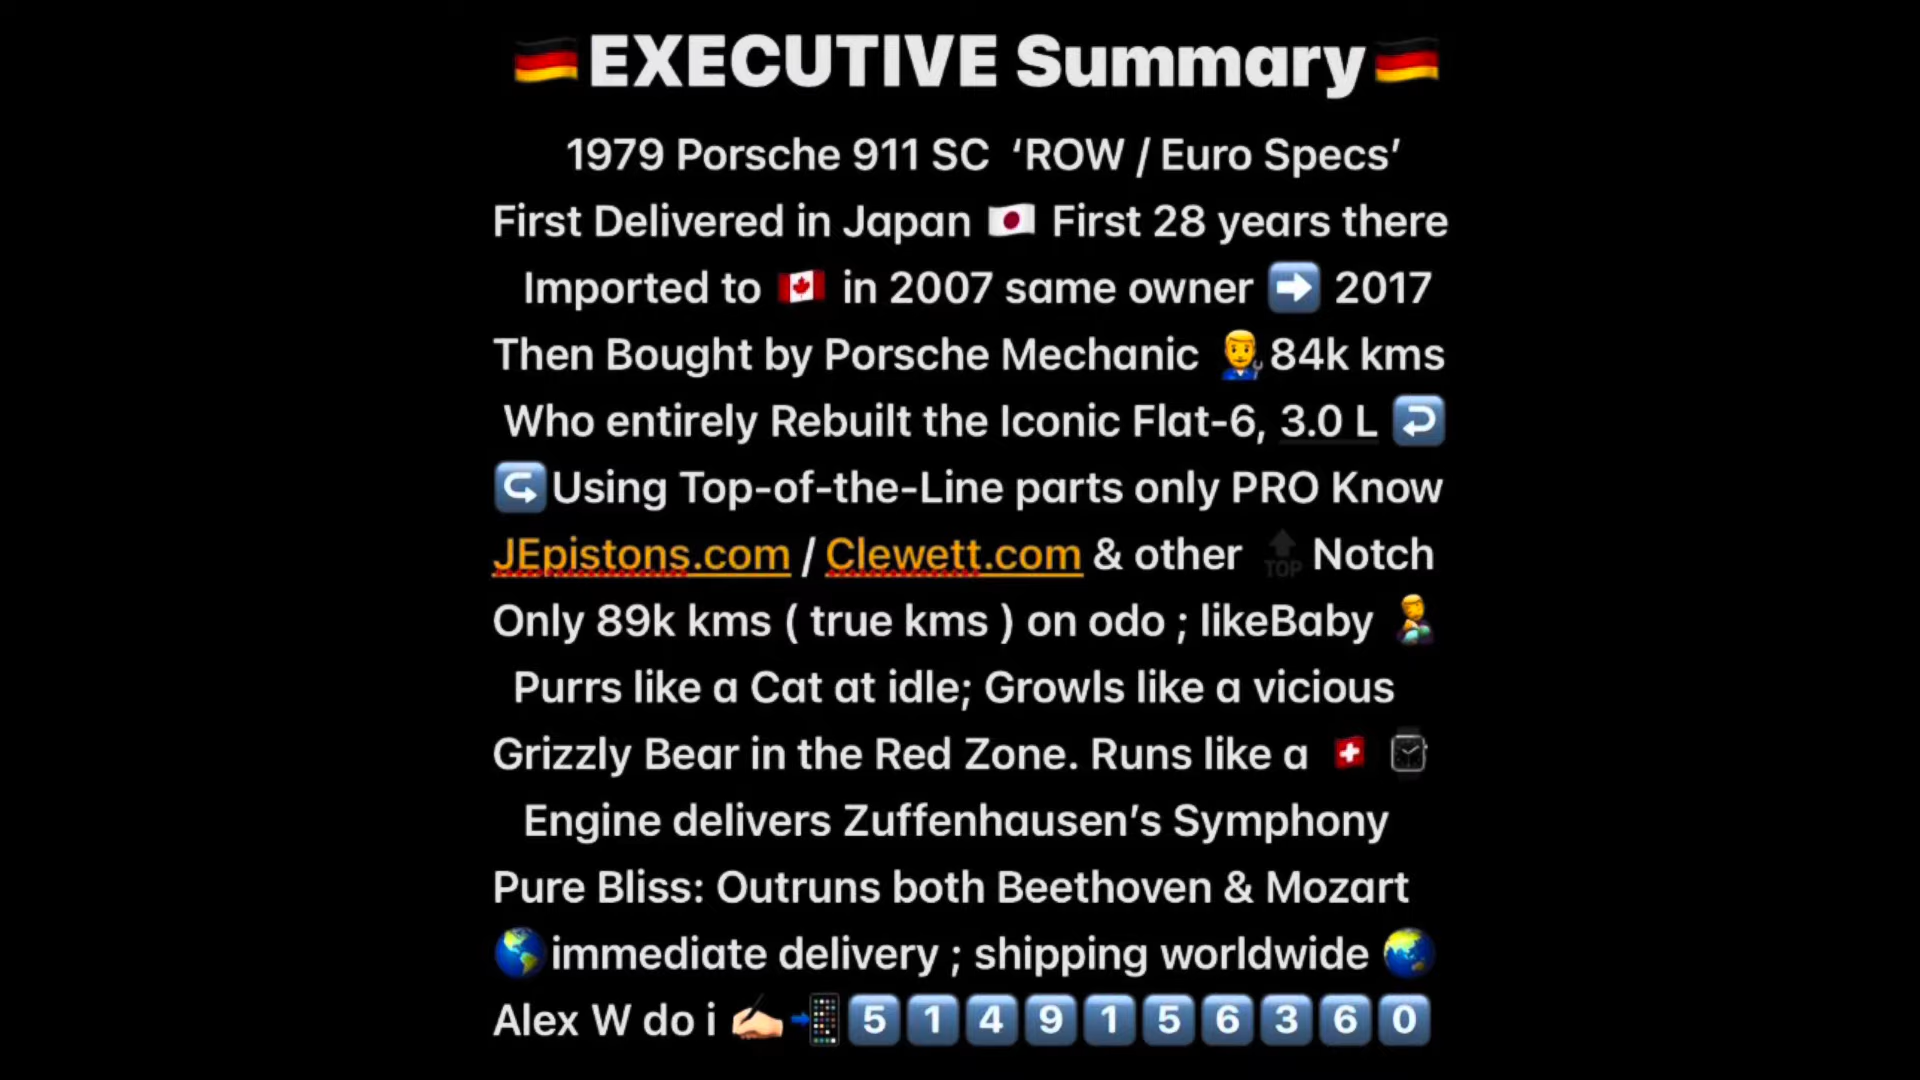 🇩🇪EXECUTIVE Summary🇩🇪
1979 Porsche 911 SC ‘ROW / Euro Specs’
First Delivered in Japan 🇯🇵 First 28 years there
Imported to 🇨🇦 in 2007 same owner ➡️ 2017
Then Bought by Porsche Mechanic 👨‍🔧84k kms
Who entirely Rebuilt the Iconic Flat-6, 3.0 L ↩️
↪️Using Top-of-the-Line parts only PRO Know
JEpistons.com / Clewett.com & other 🔝 Notch
Only 89k kms ( true kms ) on odo ; likeBaby 👨‍🍼
Purrs like a Cat at idle; Growls like a vicious
Grizzly Bear in the Red Zone. Runs like a 🇨🇭 ⌚
Engine delivers Zuffenhausen’s Symphony
Pure Bliss: Outruns both Beethoven & Mozart
🌎immediate delivery ; shipping worldwide 🌏
Alex W do i ✍🏻📲5️⃣1️⃣4️⃣9️⃣1️⃣5️⃣6️⃣3️⃣6️⃣0️⃣